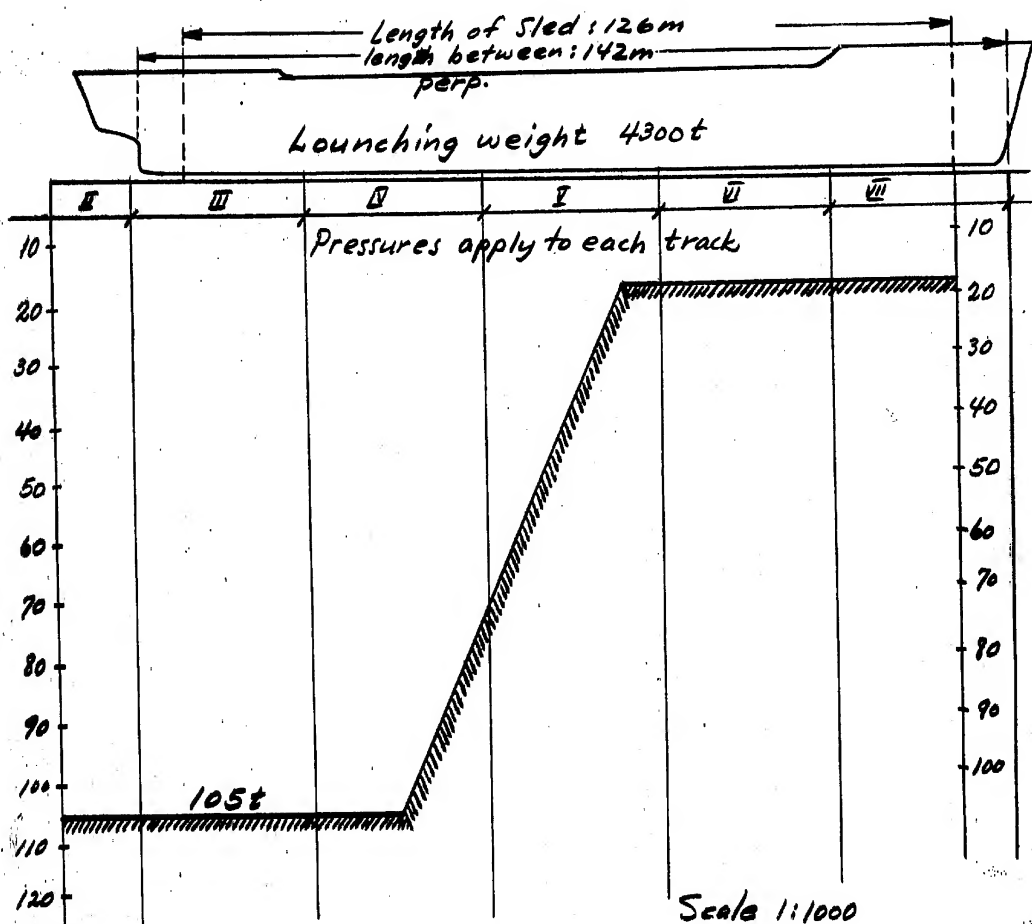 Length of Sled : 126m
length between : 142m
perp.
Lounching weight 4300t
II III IV V VI VII
Pressures apply to each track
10 10
20 20
30 30
40 40
50 50
60 60
70 70
80 80
90 90
100 100
105t
110
120
Scale 1:1000